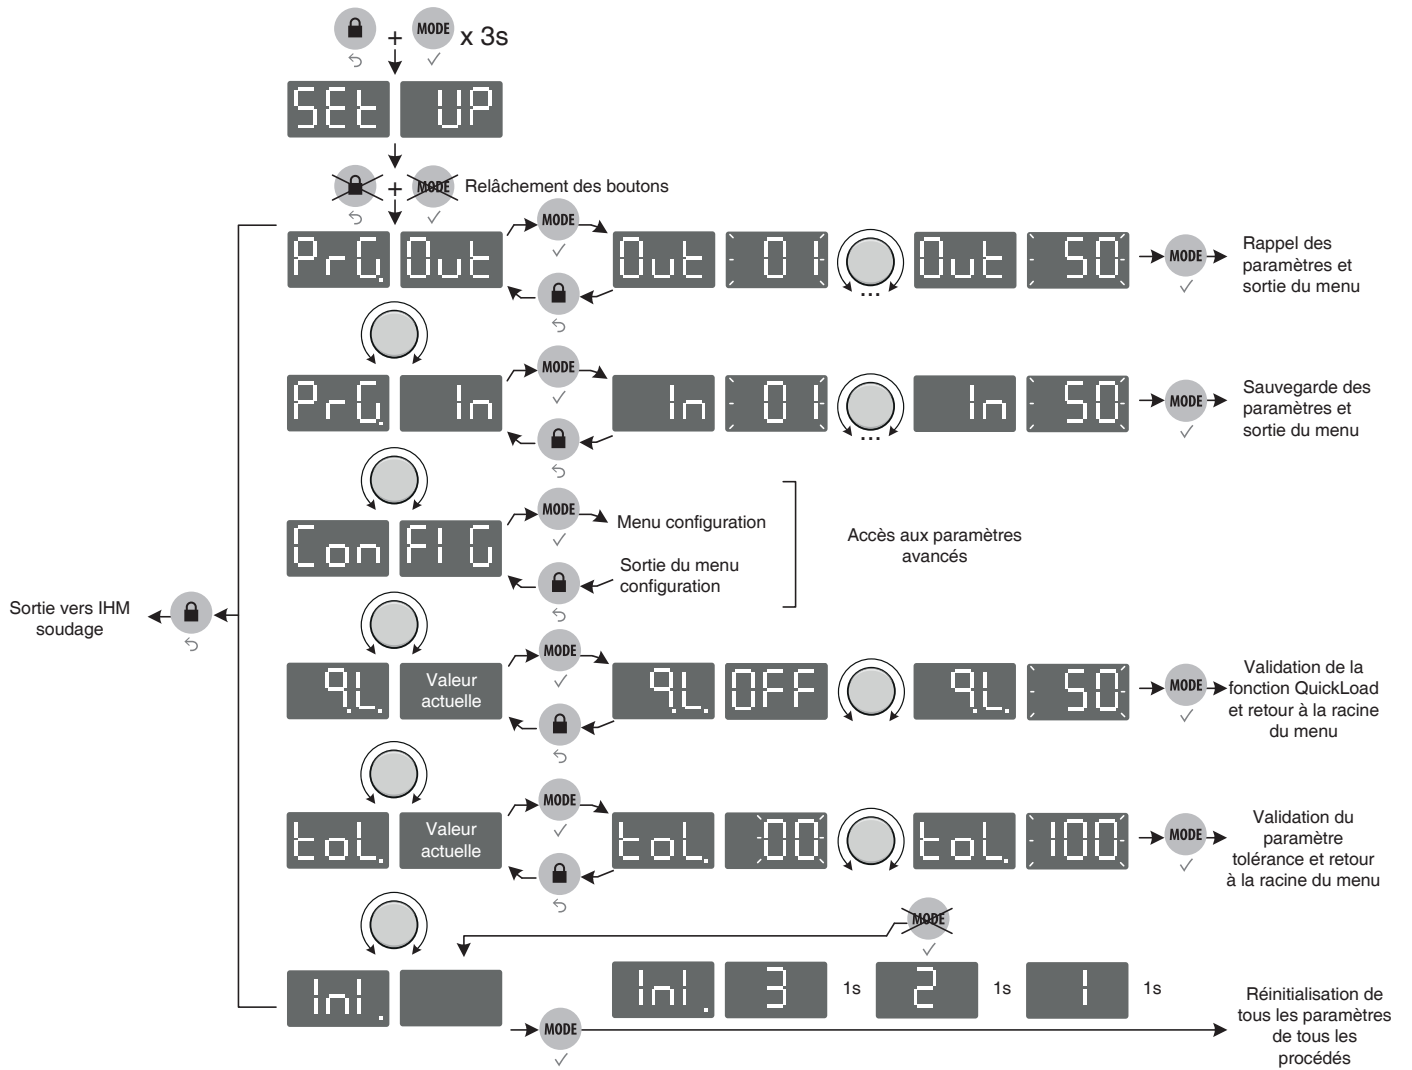 MODE x 3s
+
SEt UP
+ MODE Relâchement des boutons
PrG. Out
MODE
Out 01
...
Out 50
MODE
Rappel des
paramètres et
sortie du menu
PrG. In
MODE
In 01
...
In 50
MODE
Sauvegarde des
paramètres et
sortie du menu
Con FIG
MODE
Menu configuration
Sortie du menu
configuration
Accès aux paramètres
avancés
Sortie vers IHM
soudage
q.L.
Valeur
actuelle
MODE
q.L. OFF
q.L. 50
MODE
Validation de la
fonction QuickLoad
et retour à la racine
du menu
toL.
Valeur
actuelle
MODE
toL. 00
toL. 100
MODE
Validation du
paramètre
tolérance et retour
à la racine du menu
MODE
InI.
InI. 3 1s 2 1s 1 1s
MODE
Réinitialisation de
tous les paramètres
de tous les
procédés